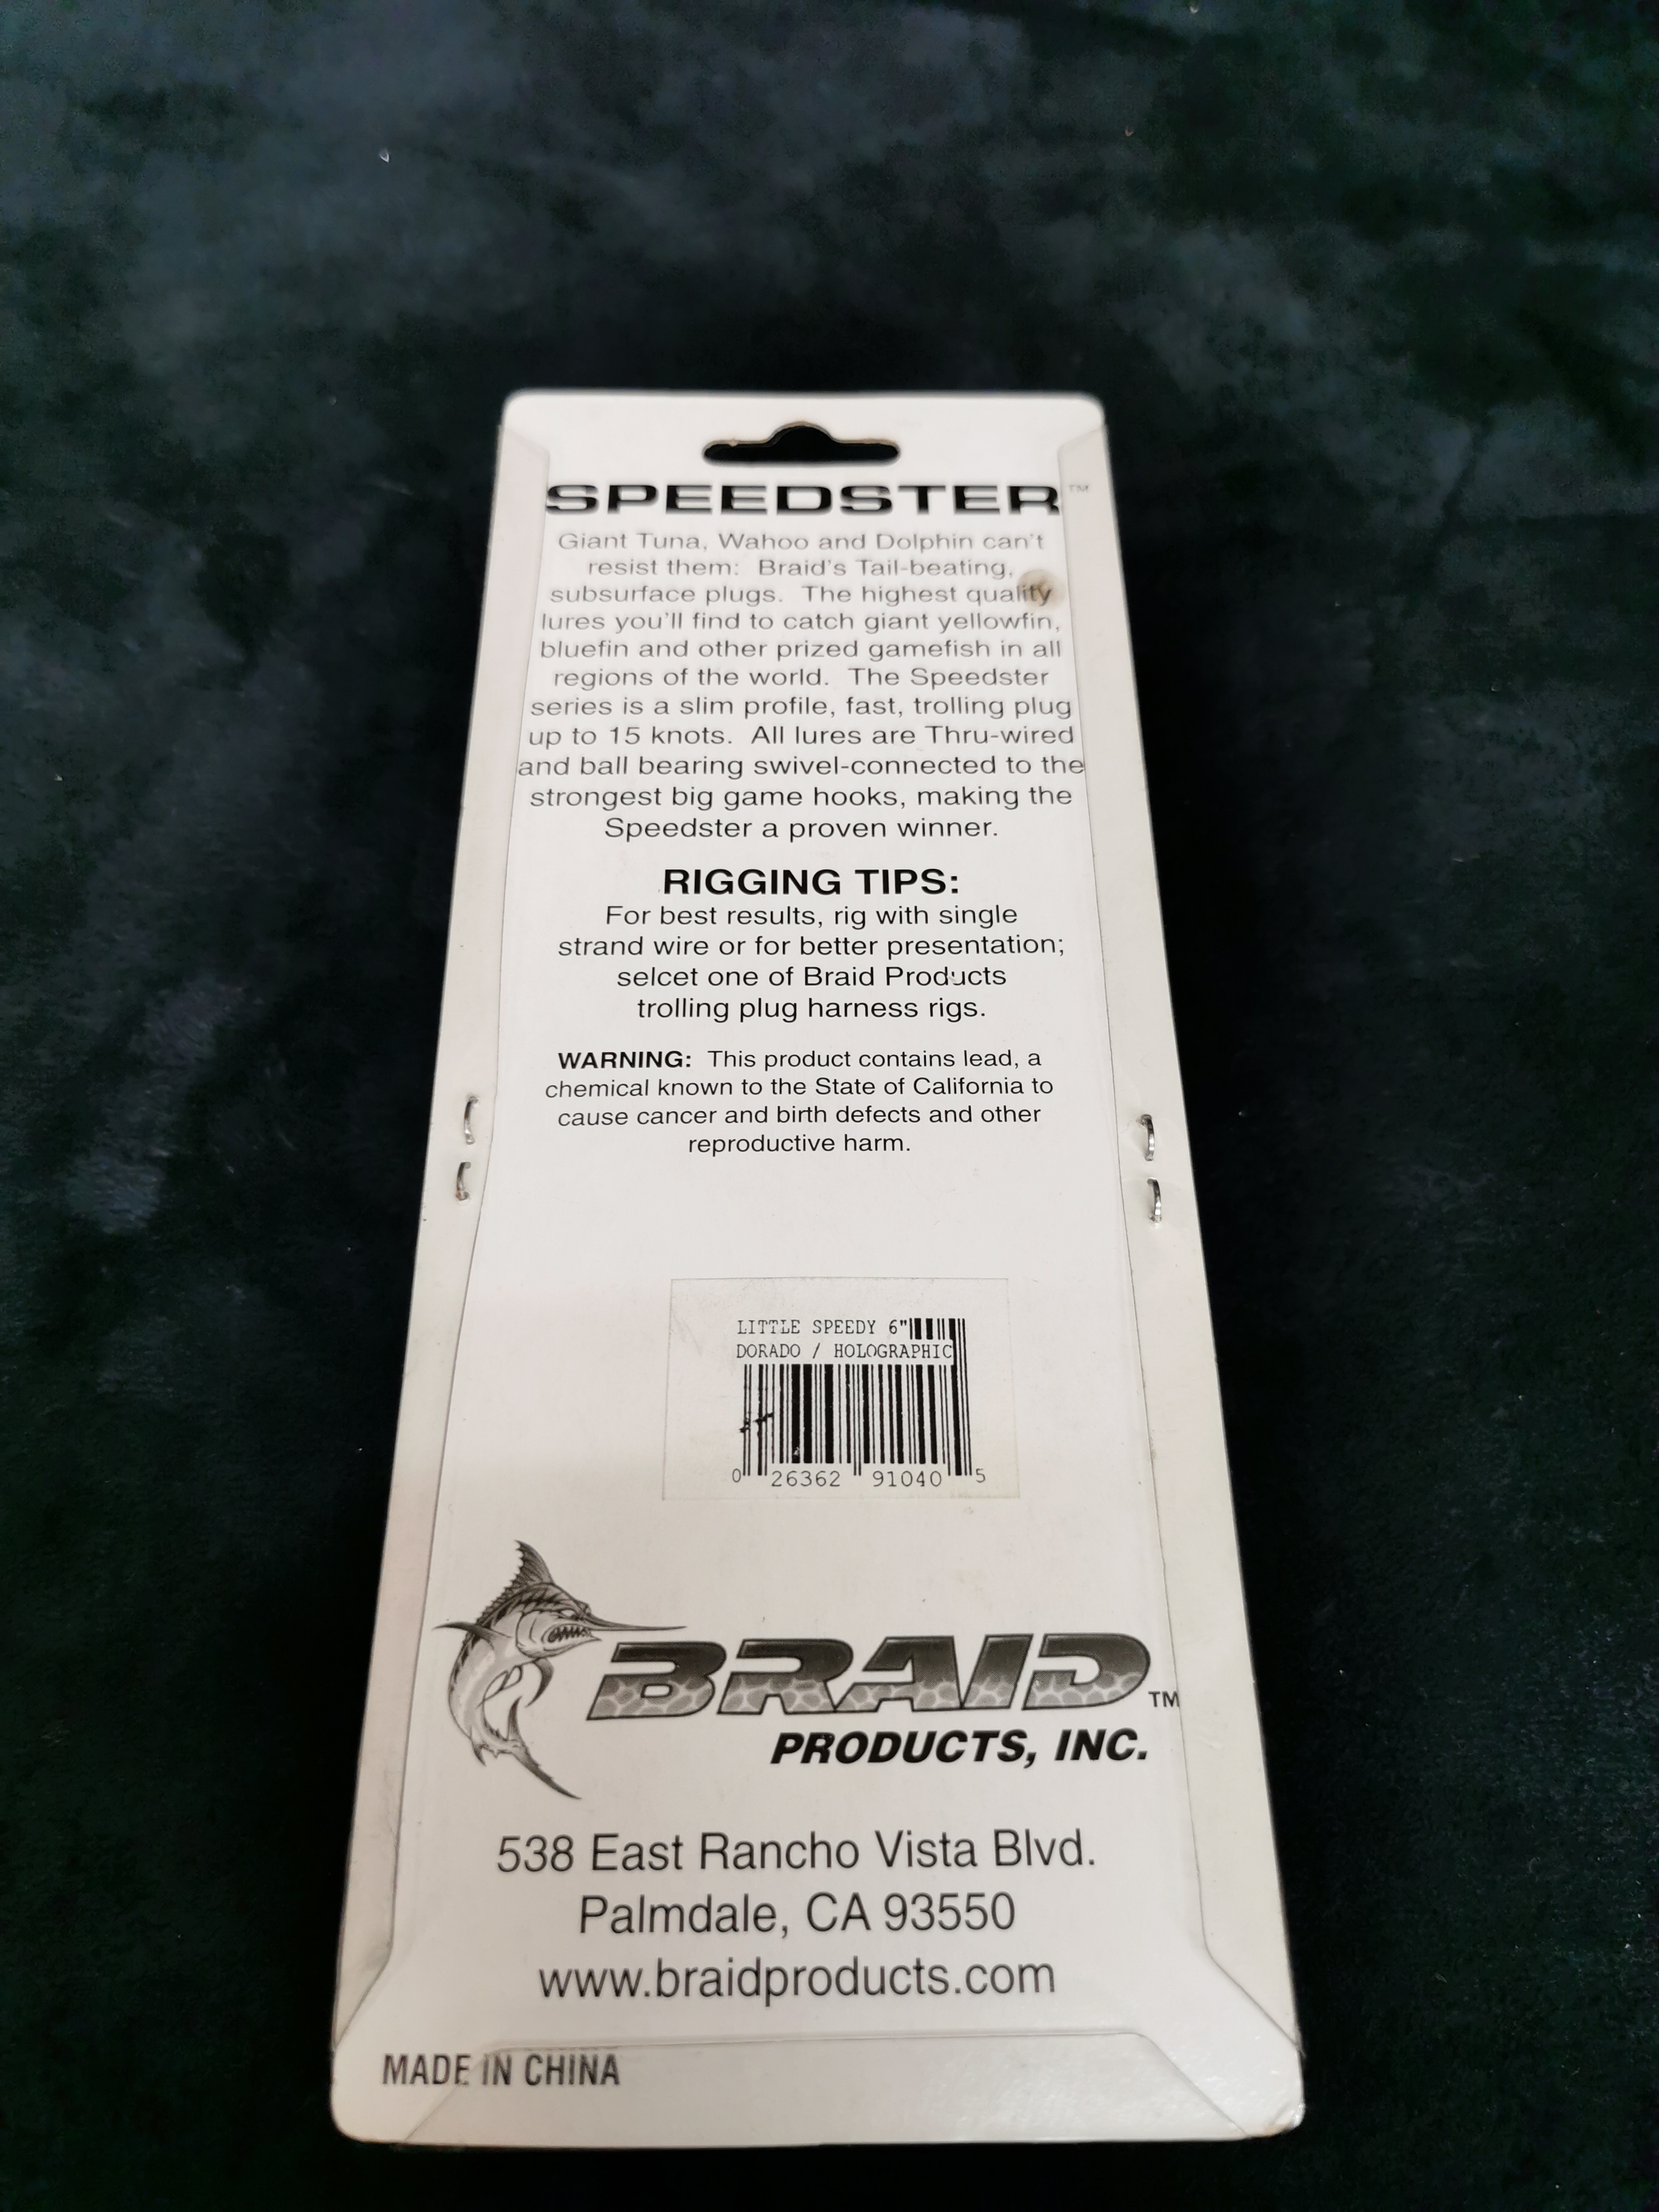 SPEEDSTER™
Giant Tuna, Wahoo and Dolphin can't
resist them:  Braid's Tail-beating,
subsurface plugs.  The highest quality
lures you'll find to catch giant yellowfin,
bluefin and other prized gamefish in all
regions of the world.  The Speedster
series is a slim profile, fast, trolling plug
up to 15 knots.  All lures are Thru-wired
and ball bearing swivel-connected to the
strongest big game hooks, making the
Speedster a proven winner.
RIGGING TIPS:
For best results, rig with single
strand wire or for better presentation;
selcet one of Braid Products
trolling plug harness rigs.
WARNING:  This product contains lead, a
chemical known to the State of California to
cause cancer and birth defects and other
reproductive harm.
LITTLE SPEEDY 6"
DORADO / HOLOGRAPHIC
0 26362 91040 5
BRAID™
PRODUCTS, INC.
538 East Rancho Vista Blvd.
Palmdale, CA 93550
www.braidproducts.com
MADE IN CHINA